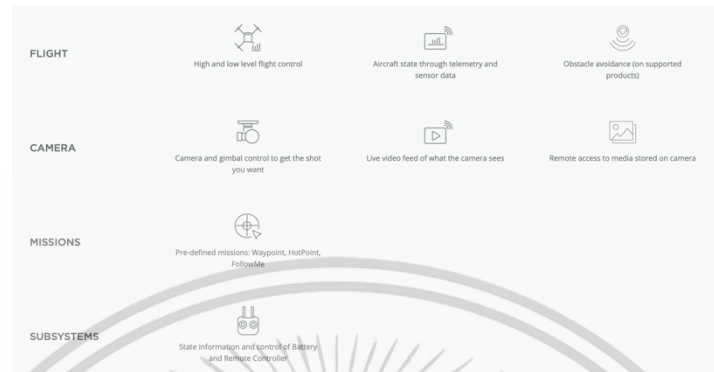 FLIGHT
High and low level flight control
Aircraft state through telemetry and
sensor data
Obstacle avoidance (on supported
products)
CAMERA
Camera and gimbal control to get the shot
you want
Live video feed of what the camera sees
Remote access to media stored on camera
MISSIONS
Pre-defined missions: Waypoint, HotPoint,
FollowMe
SUBSYSTEMS
State information and control of Battery
and Remote Controller